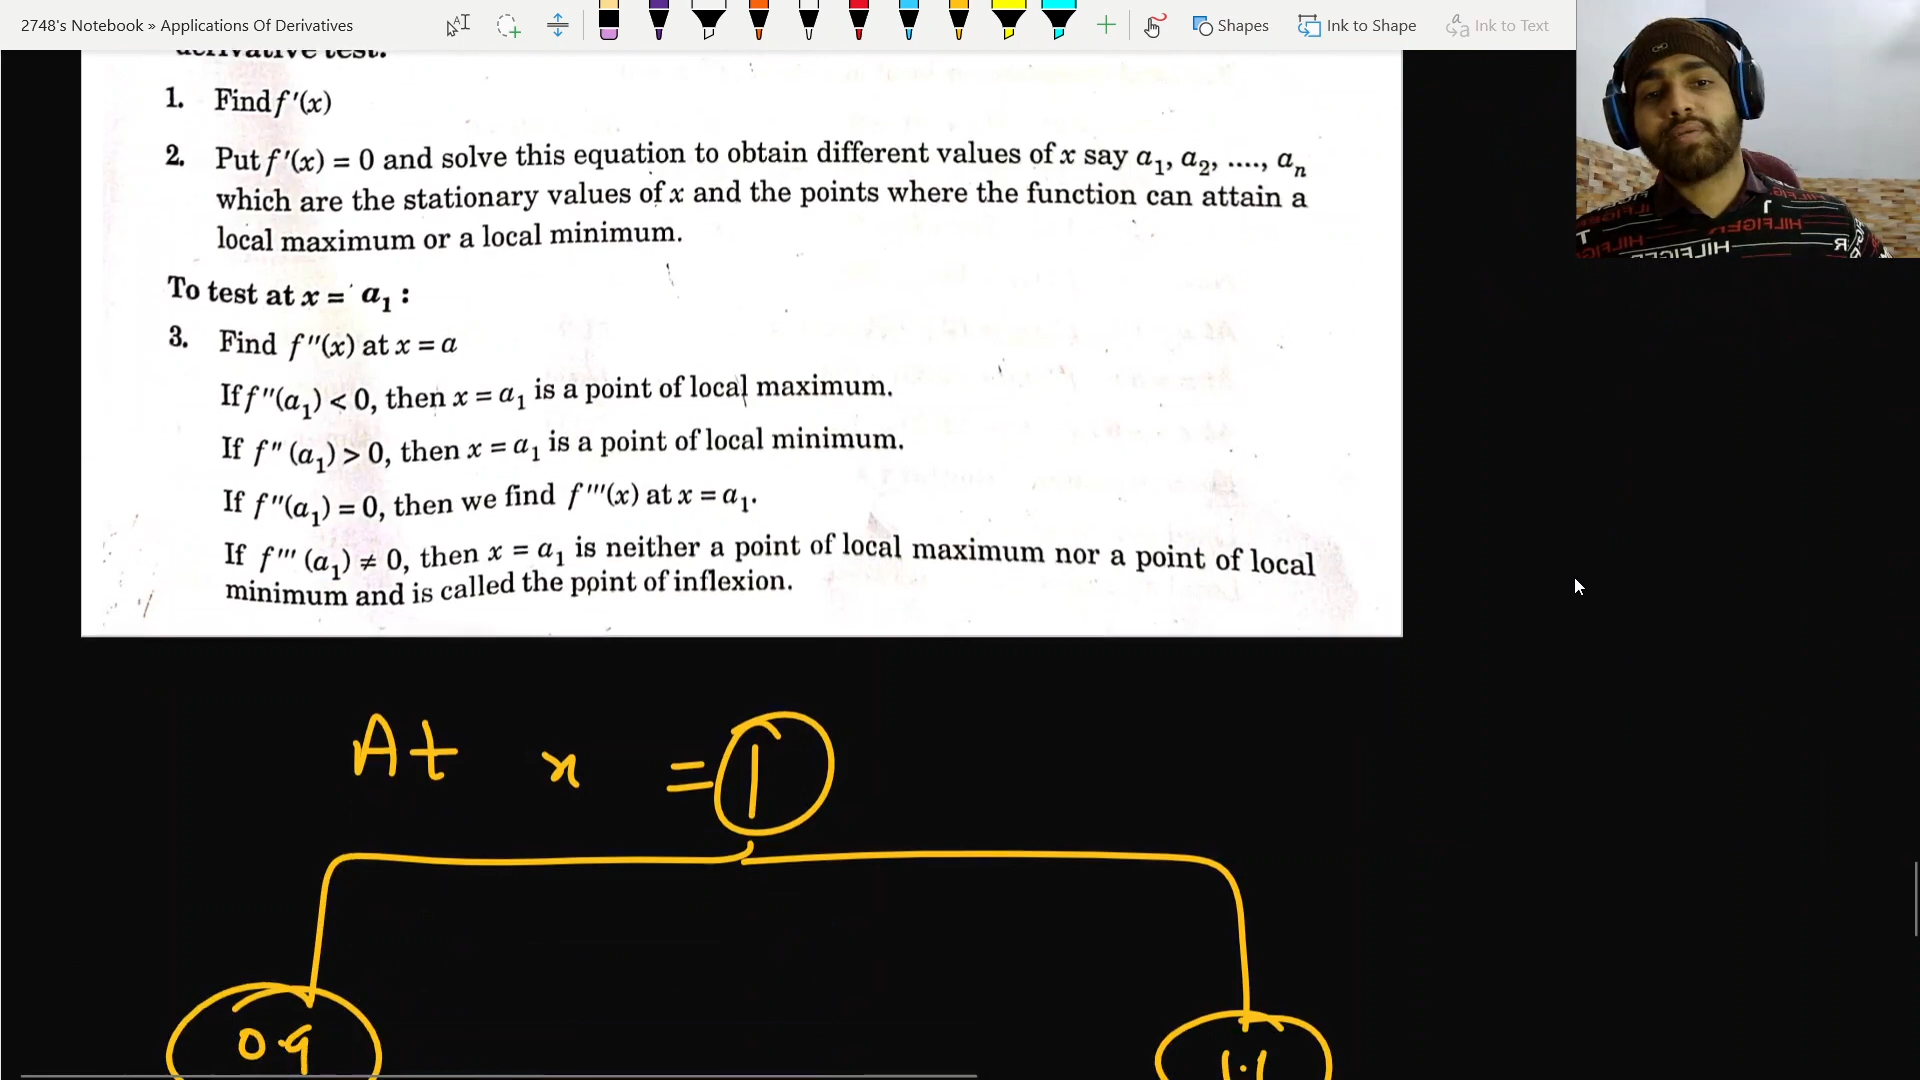 2748's Notebook » Applications Of Derivatives
Shapes
Ink to Shape
Ink to Text
derivative test.
1. Find f'(x)
2. Put f'(x) = 0 and solve this equation to obtain different values of x say a₁, a₂, ...., aₙ
which are the stationary values of x and the points where the function can attain a
local maximum or a local minimum.
To test at x = a₁ :
3. Find f''(x) at x = a
If f''(a₁) < 0, then x = a₁ is a point of local maximum.
If f'' (a₁) > 0, then x = a₁ is a point of local minimum.
If f''(a₁) = 0, then we find f'''(x) at x = a₁.
If f''' (a₁) ≠ 0, then x = a₁ is neither a point of local maximum nor a point of local
minimum and is called the point of inflexion.
At x = 1
0.9
1.1